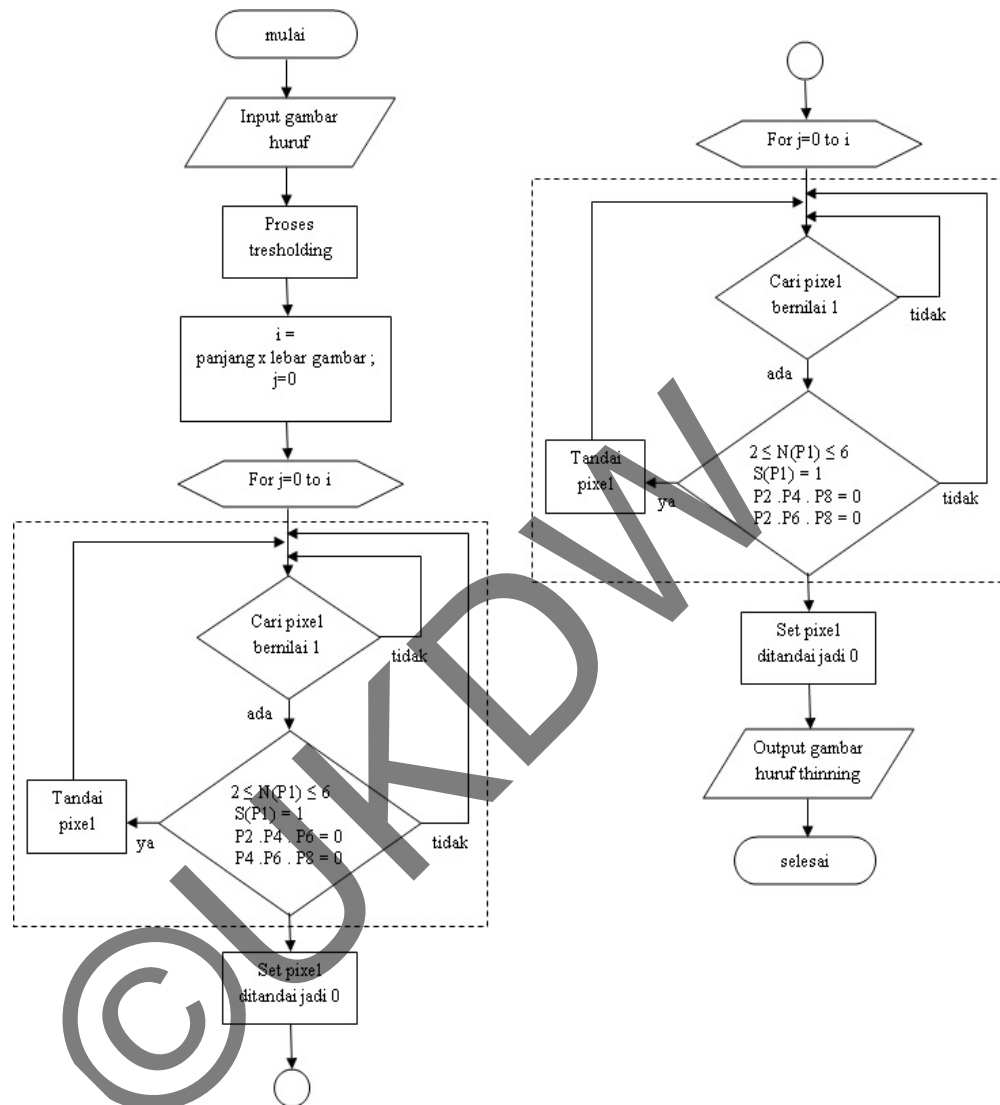 mulai
Input gambar
huruf
Proses
tresholding
i =
panjang x lebar gambar ;
j=0
For j=0 to i
Cari pixel
bernilai 1
tidak
ada
2 ≤ N(P1) ≤ 6
S(P1) = 1
P2 .P4 . P6 = 0
P4 .P6 . P8 = 0
tidak
ya
Tandai
pixel
Set pixel
ditandai jadi 0
For j=0 to i
Cari pixel
bernilai 1
tidak
ada
2 ≤ N(P1) ≤ 6
S(P1) = 1
P2 .P4 . P8 = 0
P2 .P6 . P8 = 0
tidak
ya
Tandai
pixel
Set pixel
ditandai jadi 0
Output gambar
huruf thinning
selesai
©UKDW